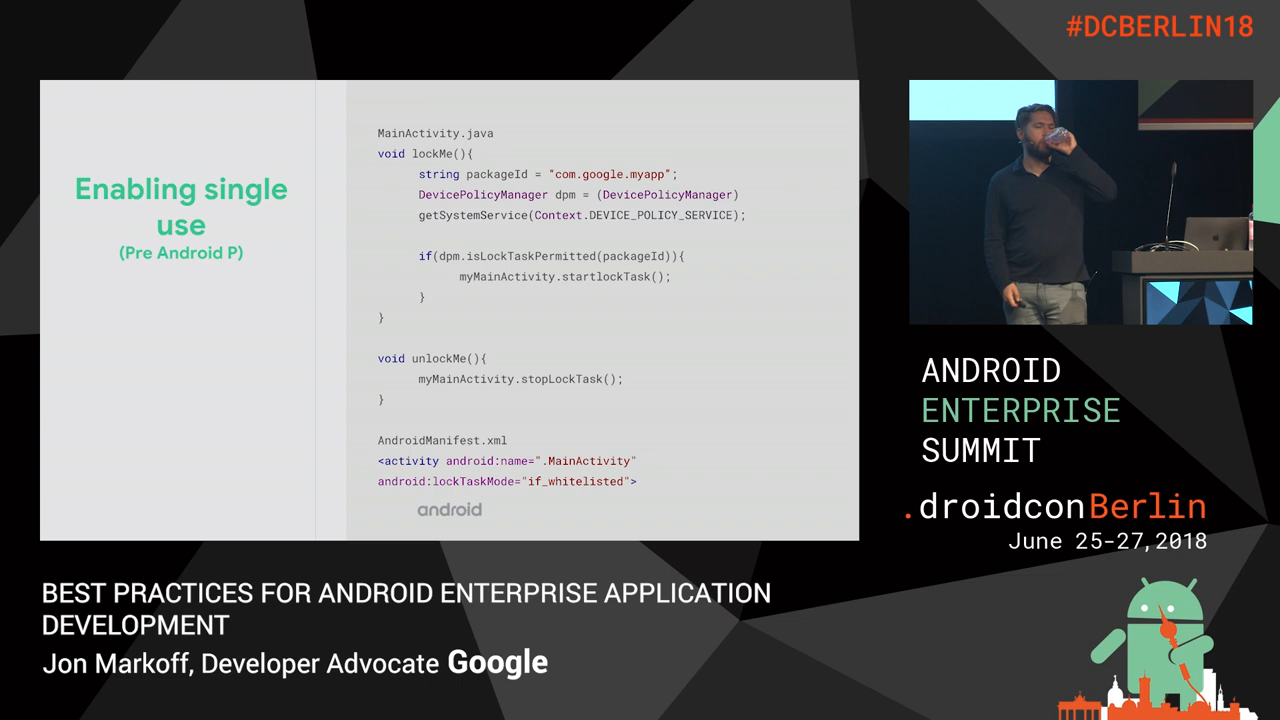 #DCBERLIN18
Enabling single
use
(Pre Android P)
MainActivity.java
void lockMe(){
string packageId = “com.google.myapp”;
DevicePolicyManager dpm = (DevicePolicyManager)
getSystemService(Context.DEVICE_POLICY_SERVICE);
if(dpm.isLockTaskPermitted(packageId)){
myMainActivity.startlockTask();
}
}
void unlockMe(){
myMainActivity.stopLockTask();
}
AndroidManifest.xml
<activity android:name=".MainActivity"
android:lockTaskMode="if_whitelisted">
android
ANDROID
ENTERPRISE
SUMMIT
.droidconBerlin
June 25-27,2018
BEST PRACTICES FOR ANDROID ENTERPRISE APPLICATION
DEVELOPMENT
Jon Markoff, Developer Advocate Google